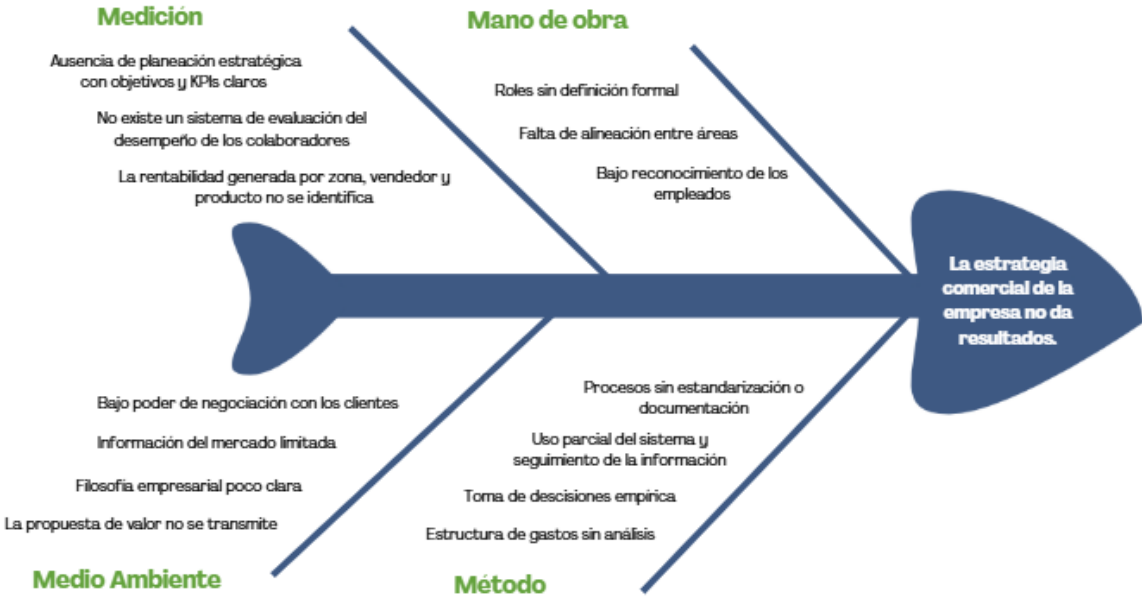 Medición
Ausencia de planeación estratégica
con objetivos y KPIs claros
No existe un sistema de evaluación del
desempeño de los colaboradores
La rentabilidad generada por zona, vendedor y
producto no se identifica
Mano de obra
Roles sin definición formal
Falta de alineación entre áreas
Bajo reconocimiento de los
empleados
La estrategia
comercial de la
empresa no da
resultados.
Bajo poder de negociación con los clientes
Información del mercado limitada
Filosofía empresarial poco clara
La propuesta de valor no se transmite
Medio Ambiente
Procesos sin estandarización o
documentación
Uso parcial del sistema y
seguimiento de la información
Toma de descisiones empírica
Estructura de gastos sin análisis
Método